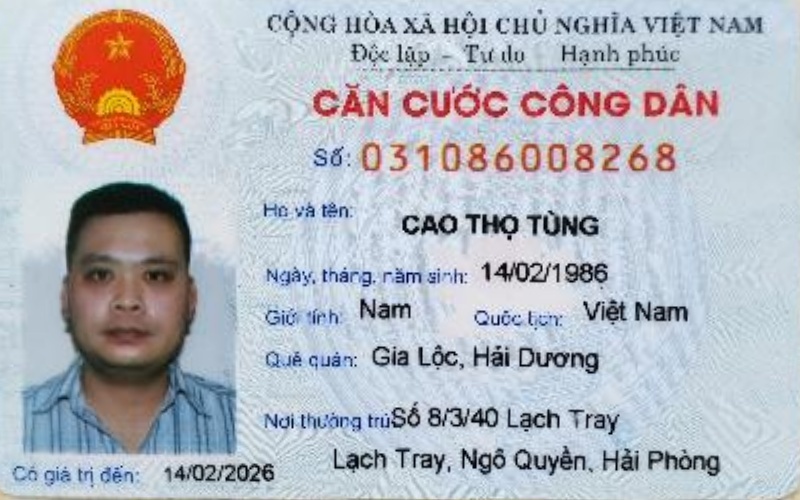 CỘNG HÒA XÃ HỘI CHỦ NGHĨA VIỆT NAM
Độc lập - Tự do Hạnh phúc
CĂN CƯỚC CÔNG DÂN
Số: 031086008268
Họ và tên: CAO THỌ TÙNG
Ngày, tháng, năm sinh: 14/02/1986
Giới tính: Nam Quốc tịch: Việt Nam
Quê quán: Gia Lộc, Hải Dương
Nơi thường trú: Số 8/3/40 Lạch Tray
Lạch Tray, Ngô Quyền, Hải Phòng
Có giá trị đến: 14/02/2026